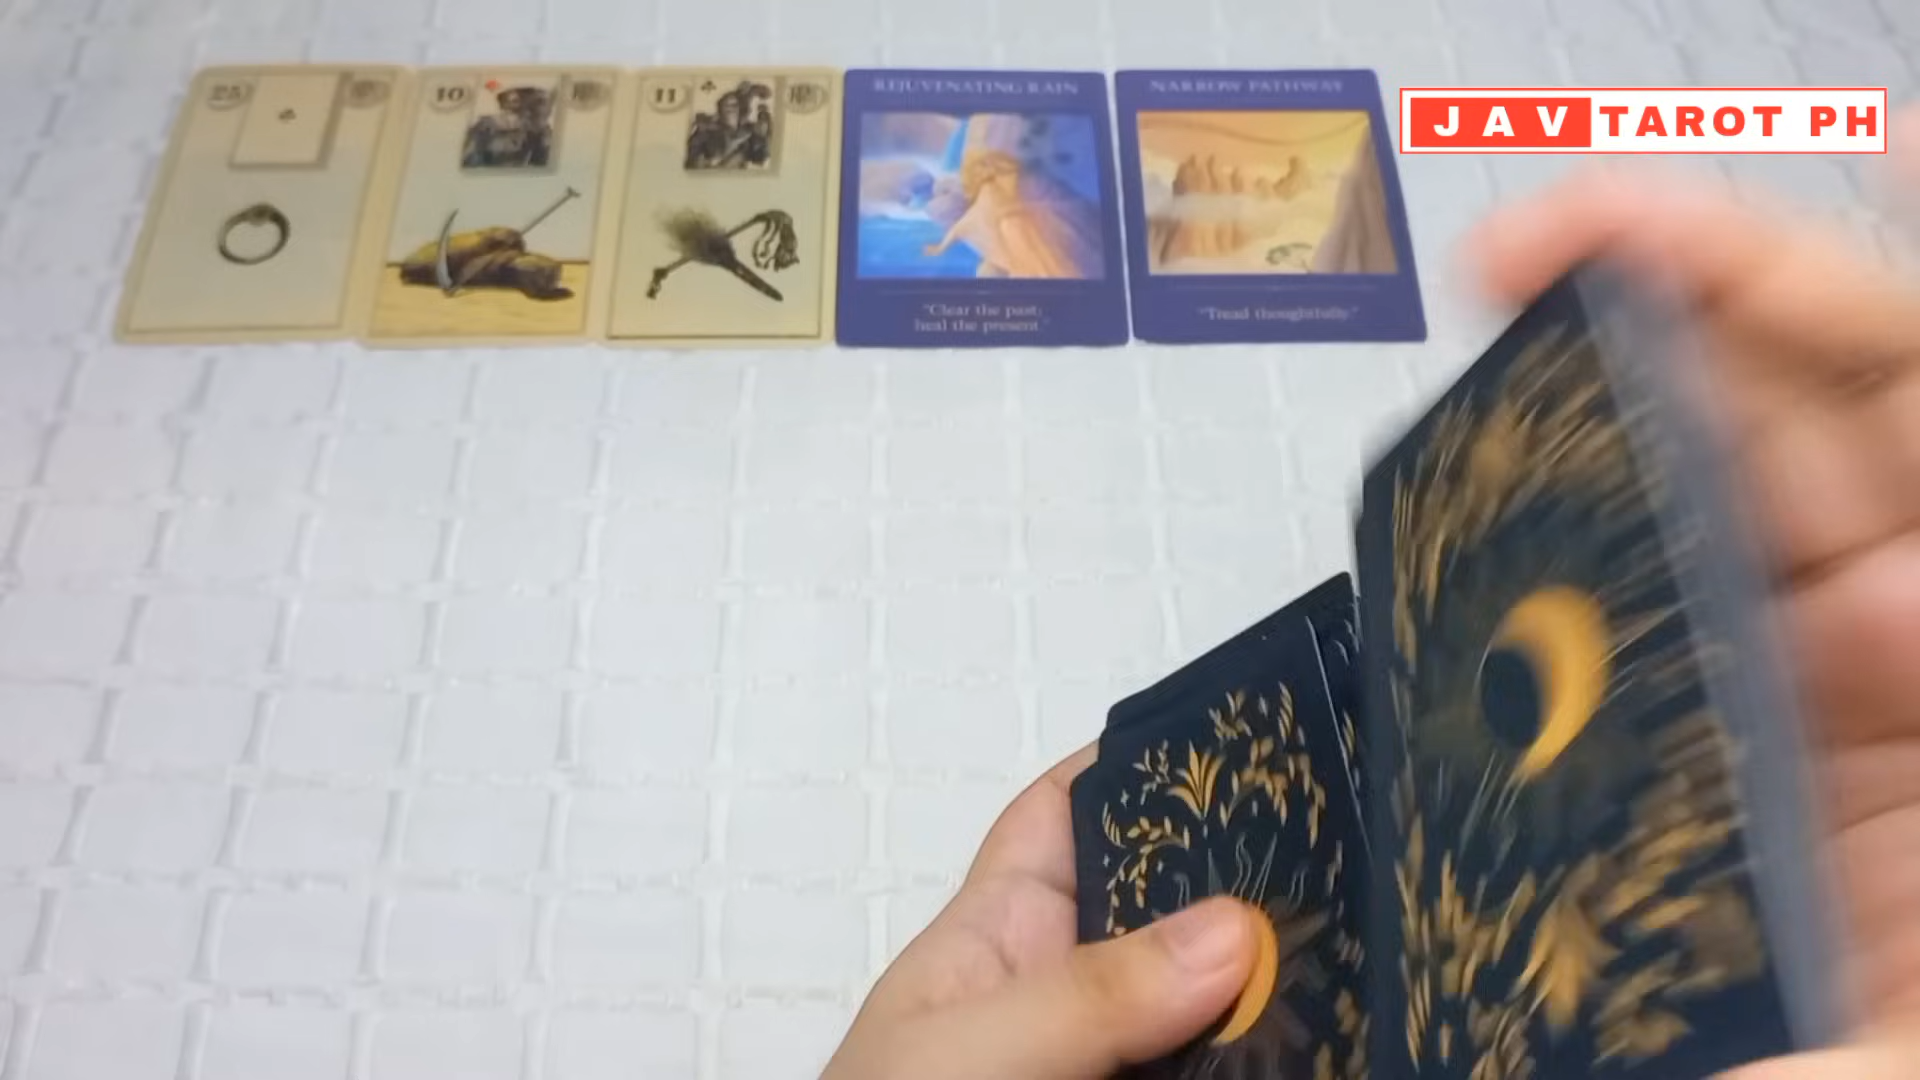 25
10
11
REJUVENATING RAIN
"Clear the past,
heal the present."
NARROW PATHWAY
"Tread thoughtfully."
JAV TAROT PH